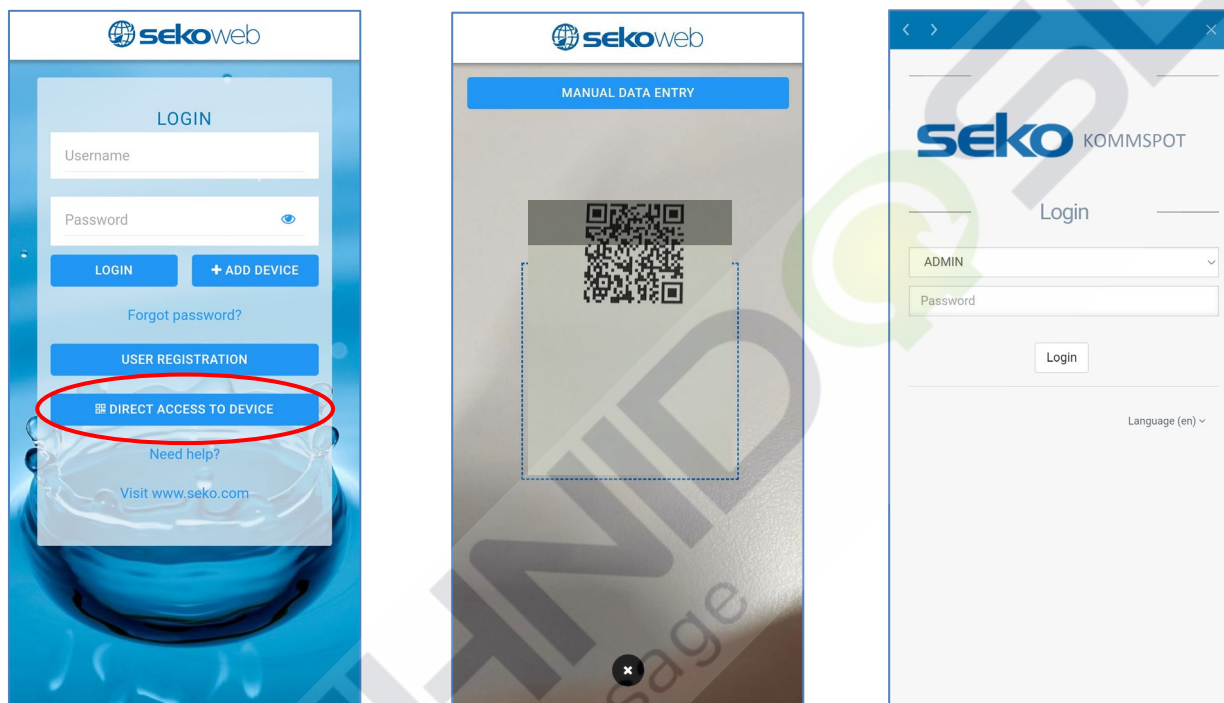 sekoweb
LOGIN
Username
Password
LOGIN
+ ADD DEVICE
Forgot password?
USER REGISTRATION
DIRECT ACCESS TO DEVICE
Need help?
Visit www.seko.com
sekoweb
MANUAL DATA ENTRY
seko KOMMSPOT
Login
ADMIN
Password
Login
Language (en)